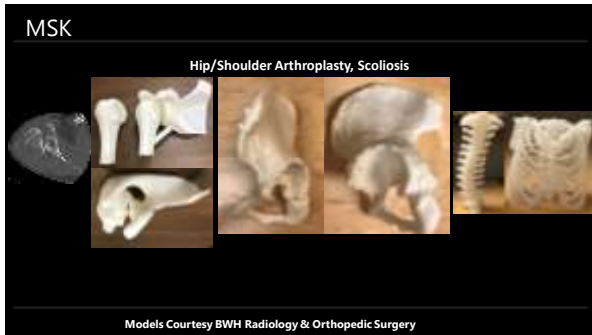 MSK
Hip/Shoulder Arthroplasty, Scoliosis
Models Courtesy BWH Radiology & Orthopedic Surgery